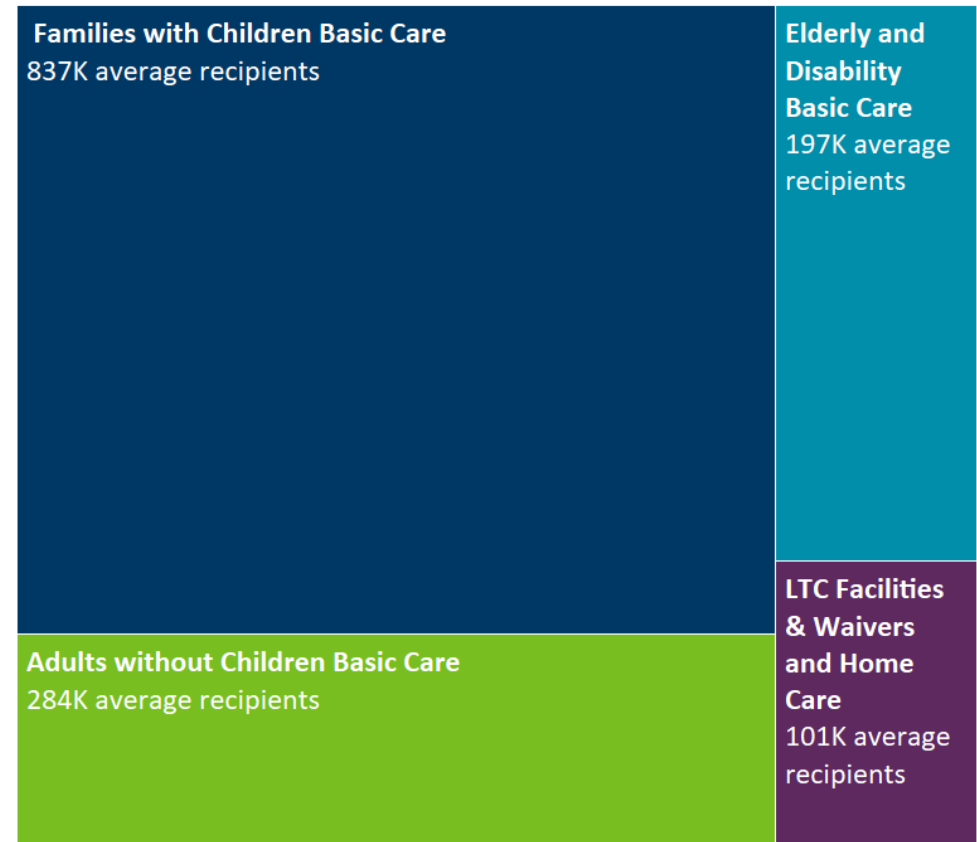 Families with Children Basic Care
837K average recipients
Elderly and
Disability
Basic Care
197K average
recipients
Adults without Children Basic Care
284K average recipients
LTC Facilities
& Waivers
and Home
Care
101K average
recipients